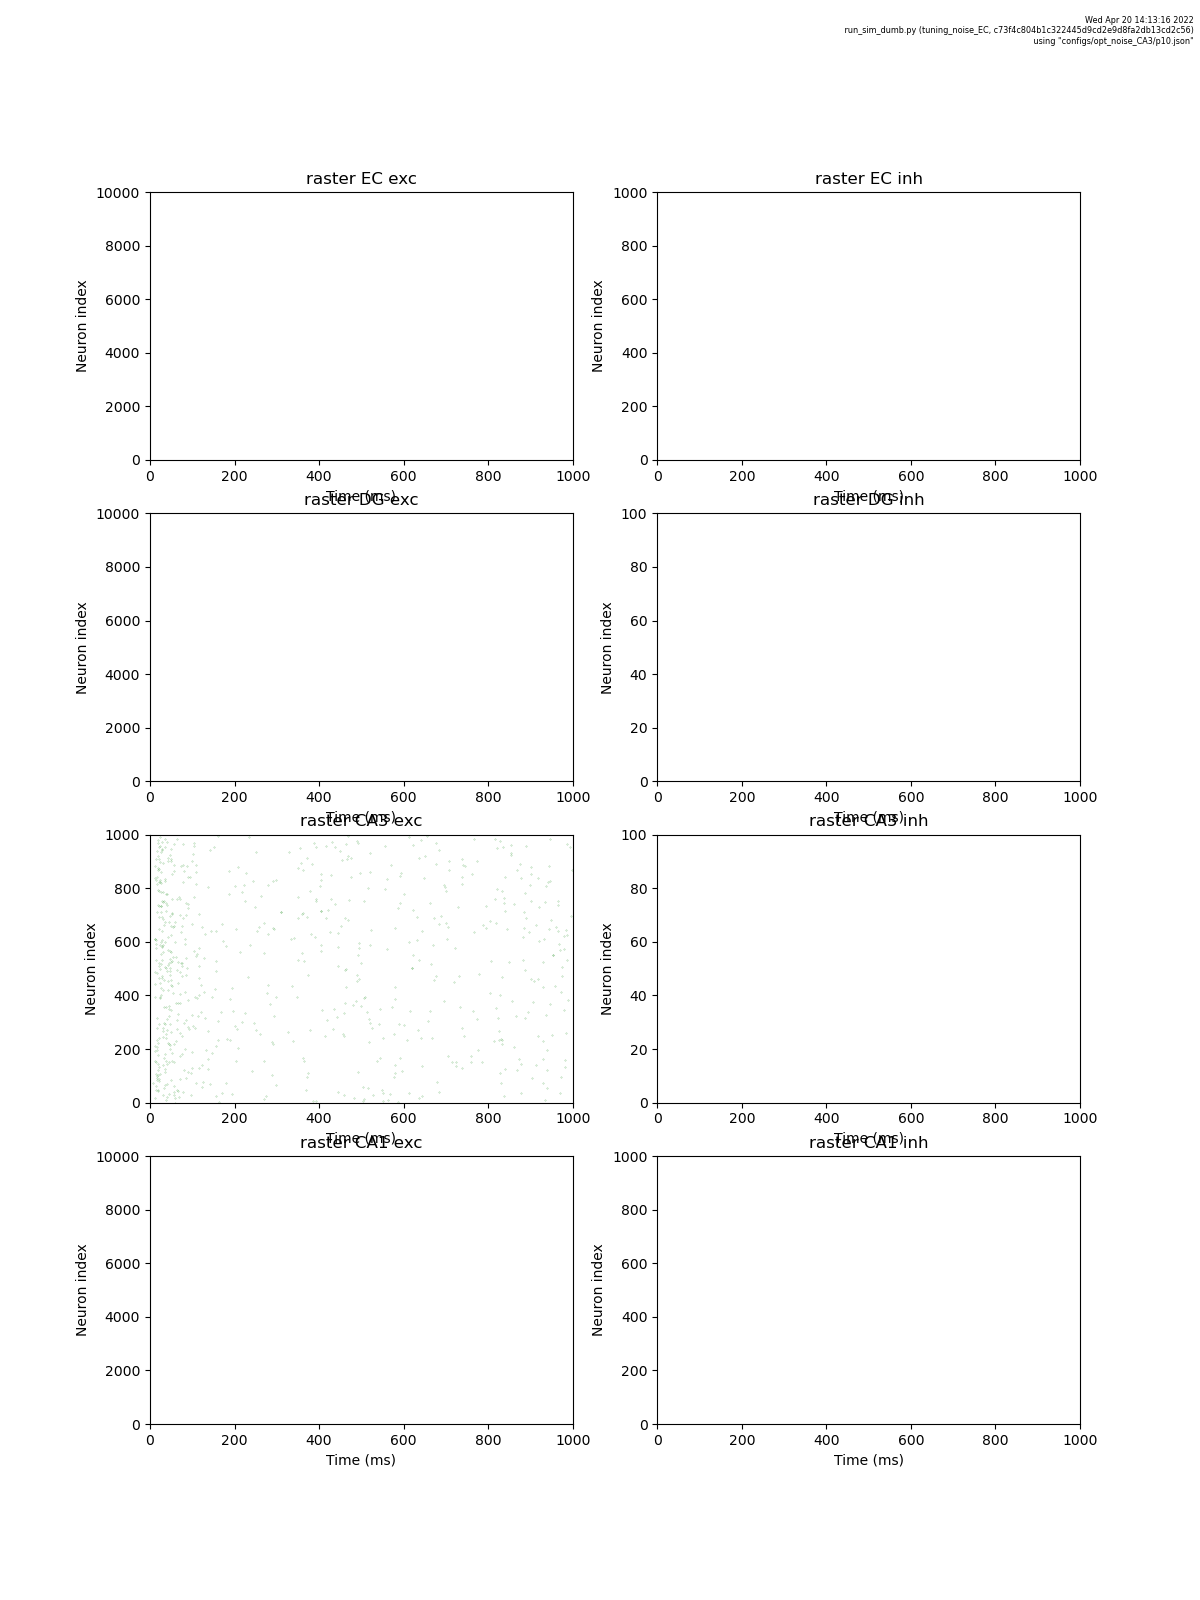 Wed Apr 20 14:13:16 2022
run_sim_dumb.py (tuning_noise_EC, c73f4c804b1c322445d9cd2e9d8fa2db13cd2c56)
using "configs/opt_noise_CA3/p10.json"
raster EC exc
10000
8000
6000
4000
2000
0
Neuron index
0 200 400 600 800 1000
Time (ms)
raster EC inh
1000
800
600
400
200
0
Neuron index
0 200 400 600 800 1000
Time (ms)
raster DG exc
10000
8000
6000
4000
2000
0
Neuron index
0 200 400 600 800 1000
Time (ms)
raster DG inh
100
80
60
40
20
0
Neuron index
0 200 400 600 800 1000
Time (ms)
raster CA3 exc
1000
800
600
400
200
0
Neuron index
0 200 400 600 800 1000
Time (ms)
raster CA3 inh
100
80
60
40
20
0
Neuron index
0 200 400 600 800 1000
Time (ms)
raster CA1 exc
10000
8000
6000
4000
2000
0
Neuron index
0 200 400 600 800 1000
Time (ms)
raster CA1 inh
1000
800
600
400
200
0
Neuron index
0 200 400 600 800 1000
Time (ms)